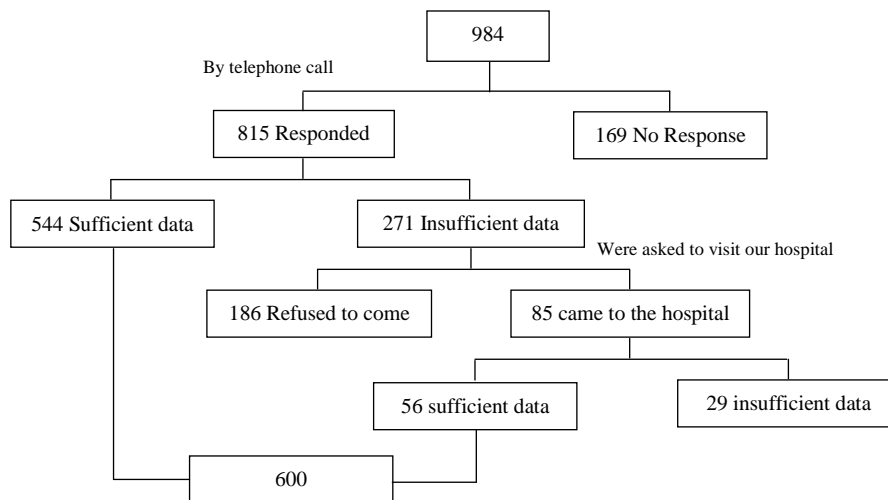 984
By telephone call
815 Responded
169 No Response
544 Sufficient data
271 Insufficient data
Were asked to visit our hospital
186 Refused to come
85 came to the hospital
56 sufficient data
29 insufficient data
600